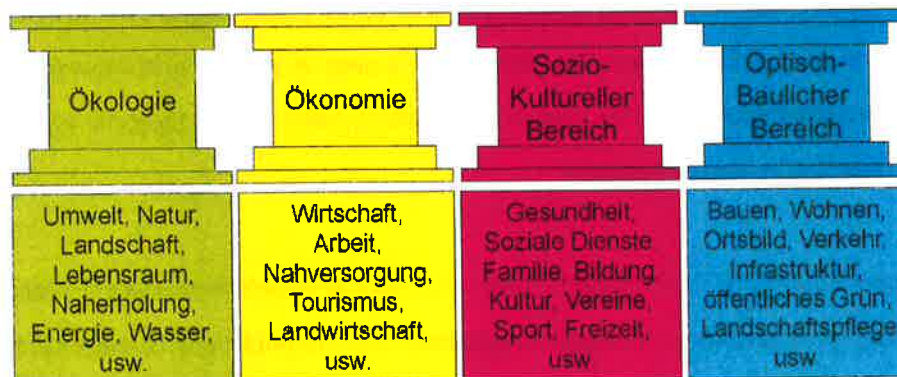 Ökologie
Umwelt, Natur,
Landschaft,
Lebensraum,
Naherholung,
Energie, Wasser,
usw.
Ökonomie
Wirtschaft,
Arbeit,
Nahversorgung,
Tourismus,
Landwirtschaft,
usw.
Sozio-
Kultureller
Bereich
Gesundheit,
Soziale Dienste
Familie, Bildung,
Kultur, Vereine,
Sport, Freizeit,
usw
Optisch-
Baulicher
Bereich
Bauen, Wohnen,
Ortsbild, Verkehr,
Infrastruktur,
öffentliches Grün,
Landschaftspflege
usw